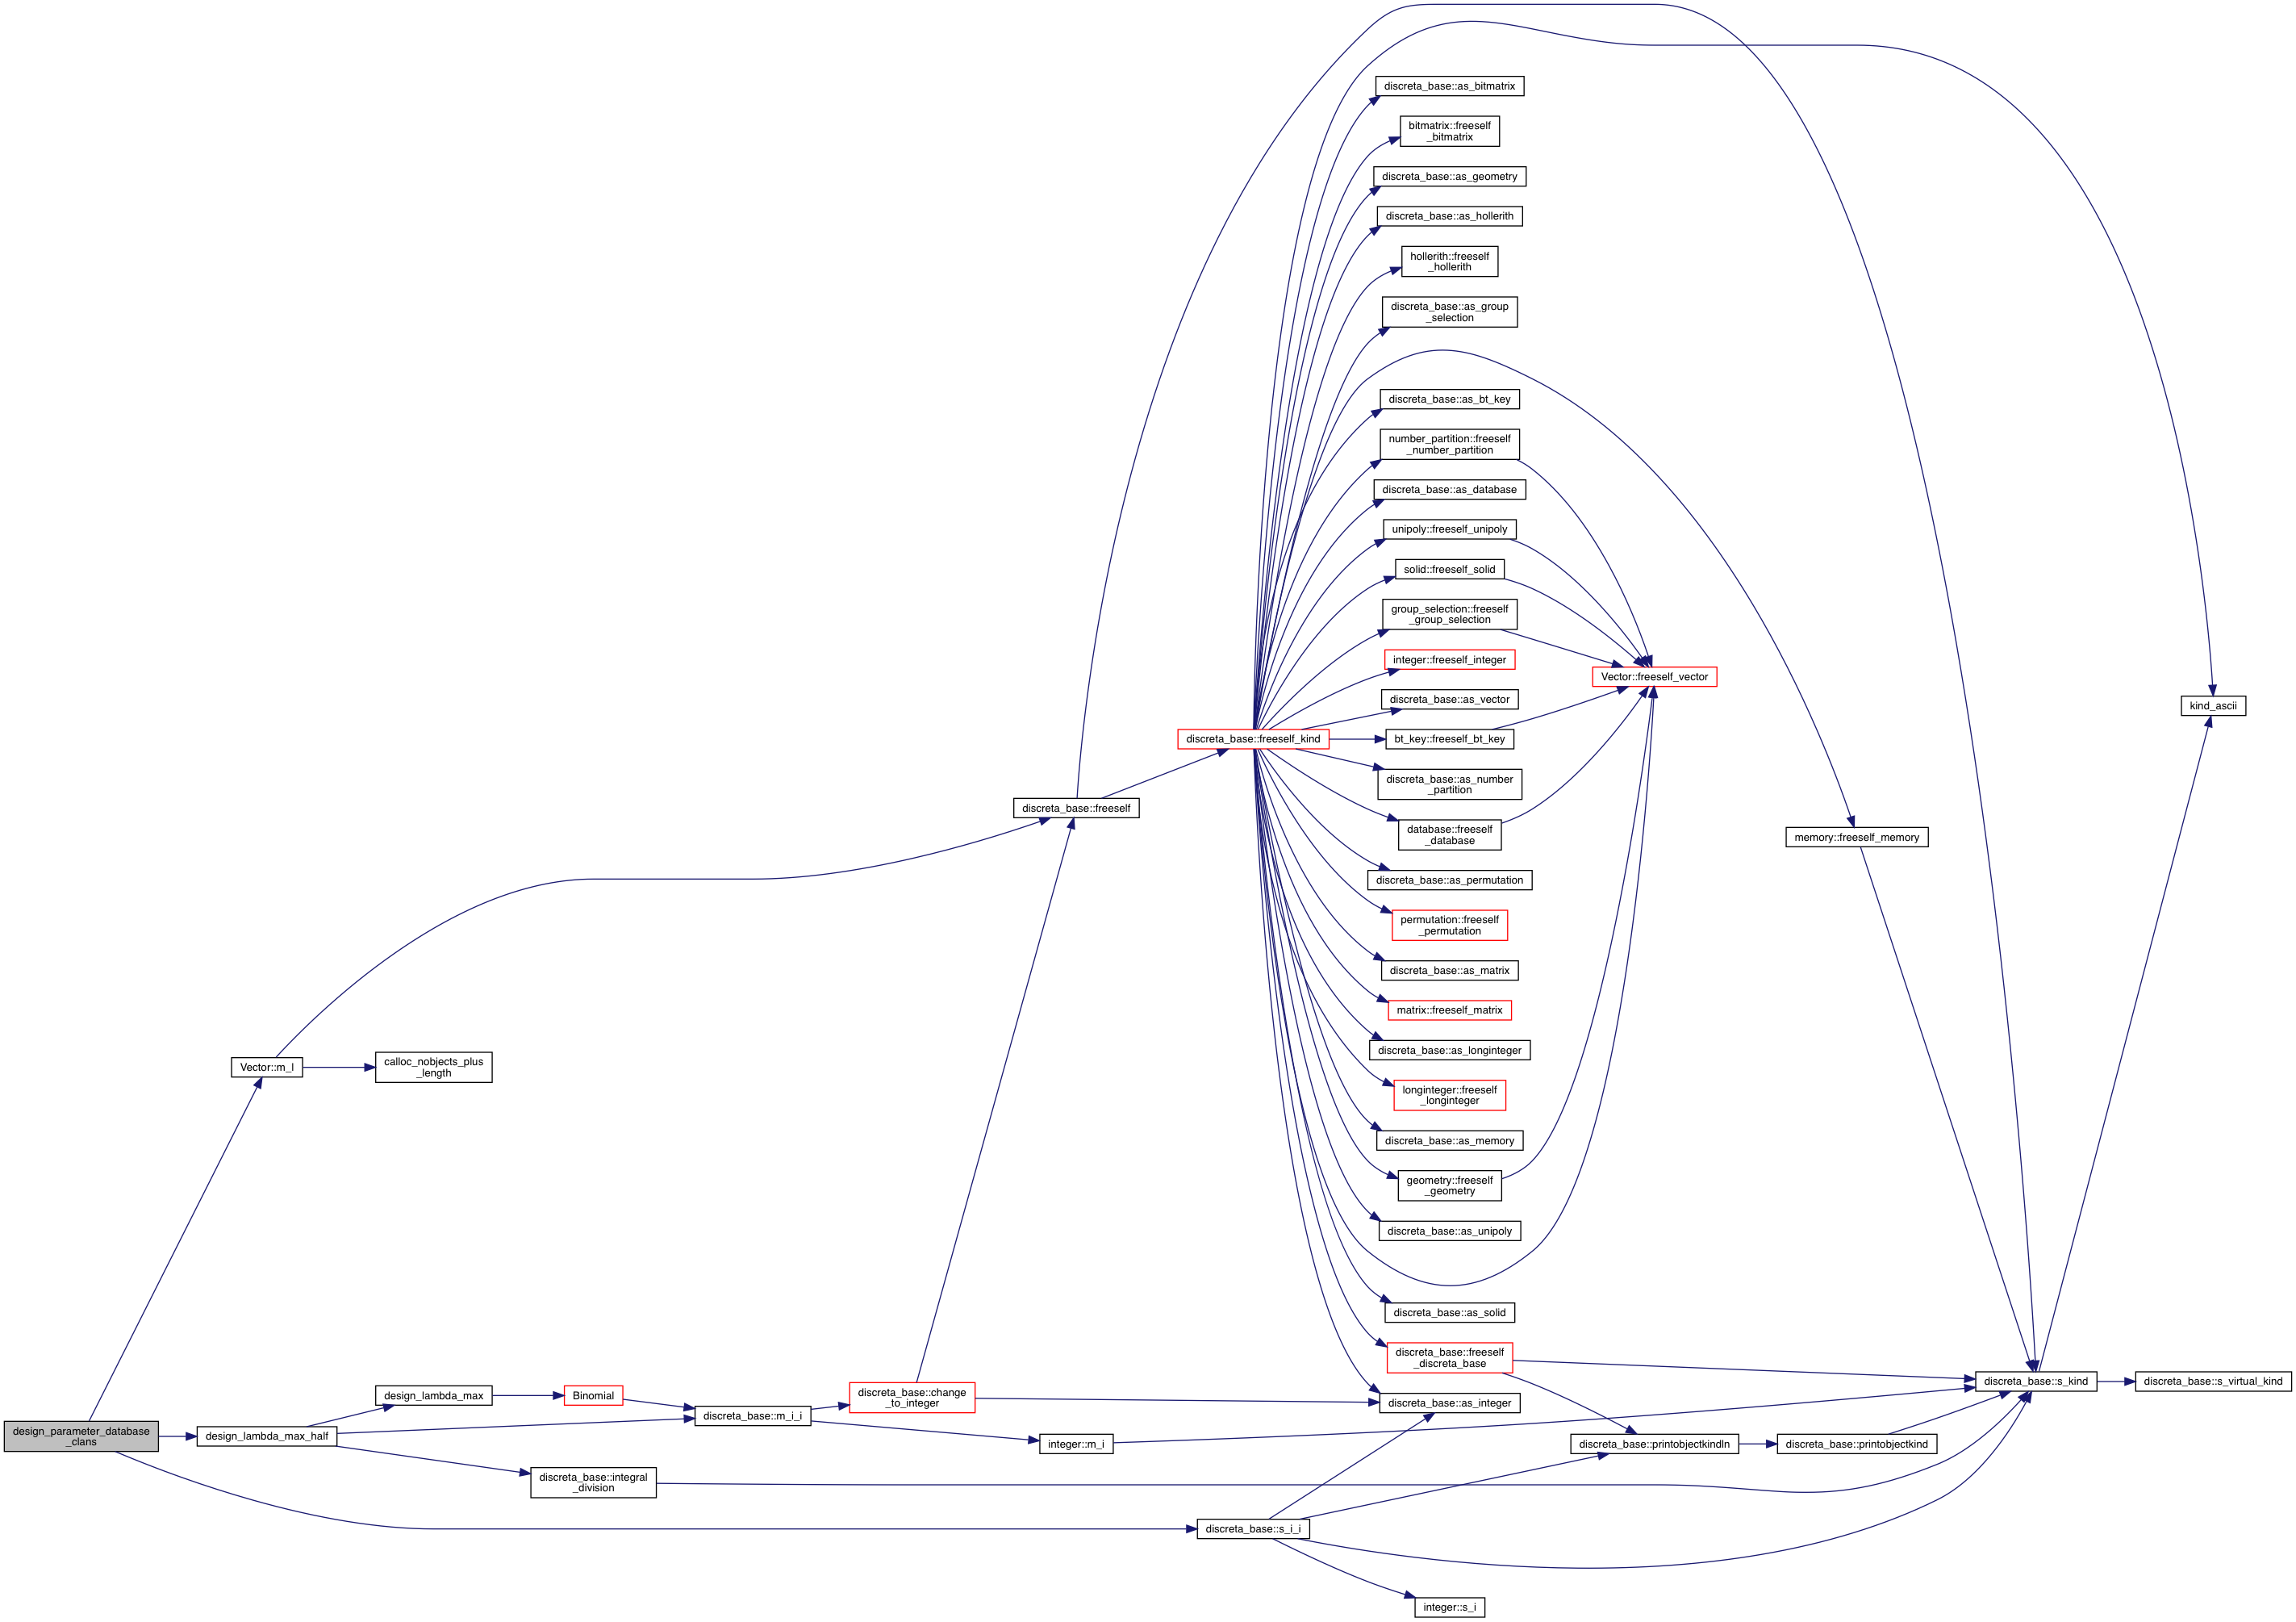 discreta_base::as_bitmatrix
bitmatrix::freeself
_bitmatrix
discreta_base::as_geometry
discreta_base::as_hollerith
hollerith::freeself
_hollerith
discreta_base::as_group
_selection
discreta_base::as_bt_key
number_partition::freeself
_number_partition
discreta_base::as_database
unipoly::freeself_unipoly
solid::freeself_solid
group_selection::freeself
_group_selection
integer::freeself_integer
Vector::freeself_vector
discreta_base::as_vector
kind_ascii
discreta_base::freeself_kind
bt_key::freeself_bt_key
discreta_base::as_number
_partition
discreta_base::freeself
database::freeself
_database
memory::freeself_memory
discreta_base::as_permutation
permutation::freeself
_permutation
discreta_base::as_matrix
matrix::freeself_matrix
discreta_base::as_longinteger
Vector::m_l
calloc_nobjects_plus
_length
longinteger::freeself
_longinteger
discreta_base::as_memory
geometry::freeself
_geometry
discreta_base::as_unipoly
discreta_base::as_solid
discreta_base::freeself
_discreta_base
discreta_base::s_kind
discreta_base::s_virtual_kind
design_lambda_max
Binomial
discreta_base::change
_to_integer
discreta_base::as_integer
discreta_base::m_i_i
design_parameter_database
_clans
design_lambda_max_half
integer::m_i
discreta_base::printobjectkindln
discreta_base::printobjectkind
discreta_base::integral
_division
discreta_base::s_i_i
integer::s_i